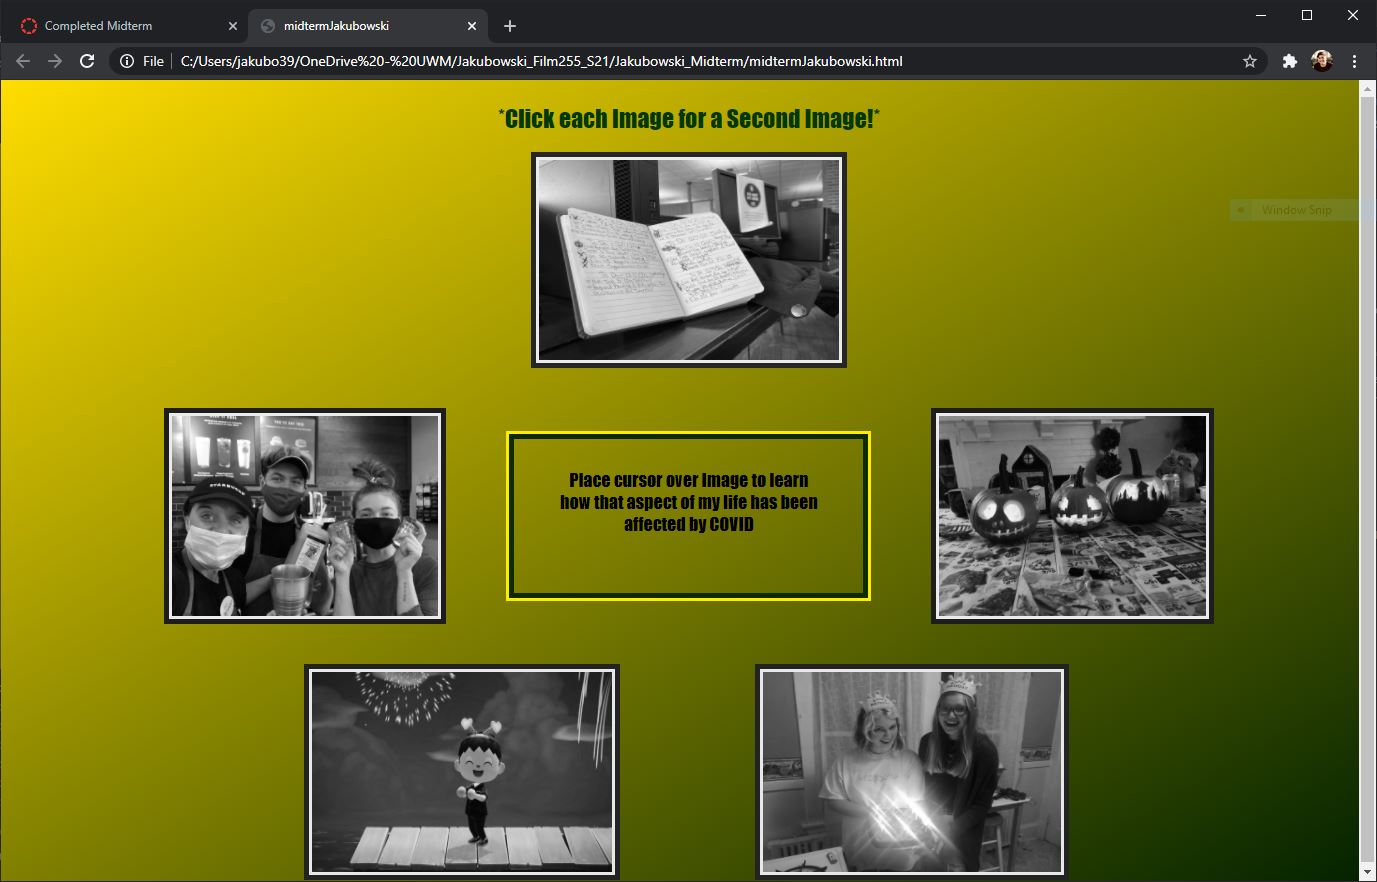 Completed Midterm
midtermJakubowski
File
C:/Users/jakubo39/OneDrive%20-%20UWM/Jakubowski_Film255_S21/Jakubowski_Midterm/midtermJakubowski.html
*Click each Image for a Second Image!*
Window Snip
STARBUCKS
Place cursor over Image to learn
how that aspect of my life has been
affected by COVID